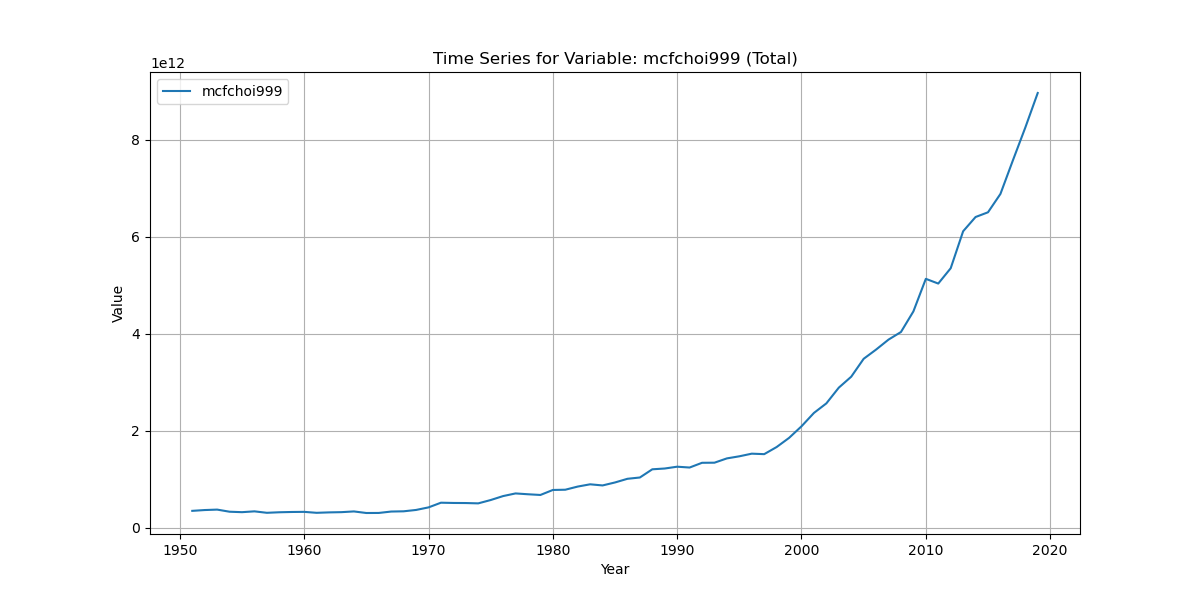 Time Series for Variable: mcfchoi999 (Total)
1e12
mcfchoi999
8
6
4
2
0
Value
1950 1960 1970 1980 1990 2000 2010 2020
Year